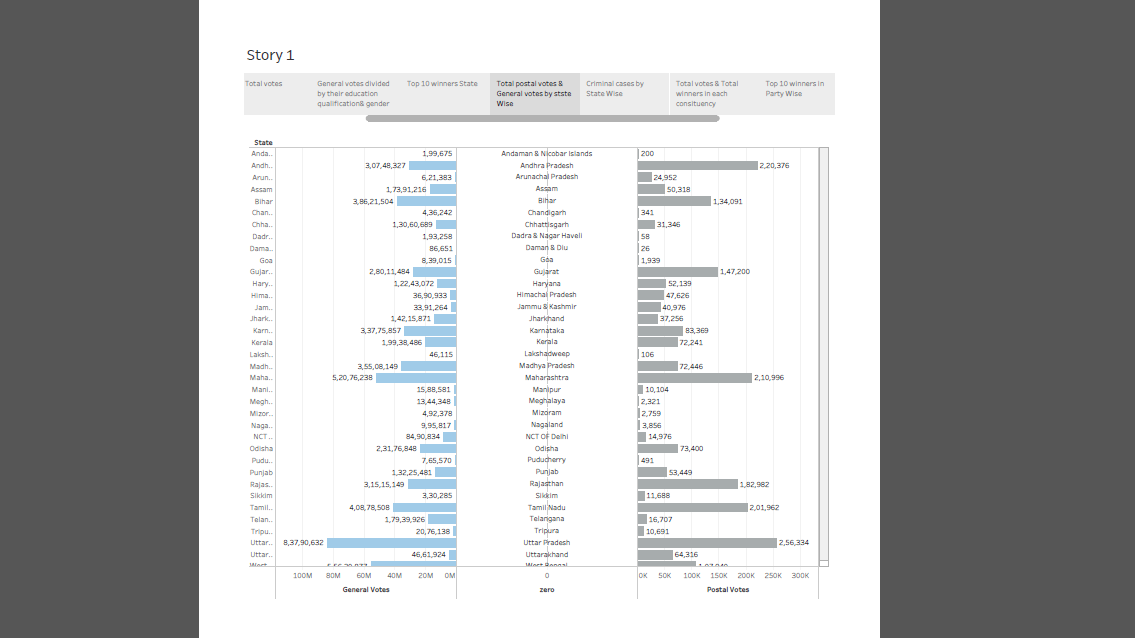 Story 1
Total votes
General votes divided
by their education
qualification& gender
Top 10 winners State
Total postal votes &
General votes by stste
Wise
Criminal cases by
State Wise
Total votes & Total
winners in each
consituency
Top 10 winners in
Party Wise
State
Anda.. 1,99,675 Andaman & Nicobar Islands 200
Andh.. 3,07,48,327 Andhra Pradesh 2,20,376
Arun.. 6,21,383 Arunachal Pradesh 24,952
Assam 1,73,91,216 Assam 50,318
Bihar 3,86,21,504 Bihar 1,34,091
Chan.. 4,36,242 Chandigarh 341
Chha.. 1,30,60,689 Chhattisgarh 31,346
Dadr.. 1,93,258 Dadra & Nagar Haveli 58
Dama.. 86,651 Daman & Diu 26
Goa 8,39,015 Goa 1,939
Gujar.. 2,80,11,484 Gujarat 1,47,200
Hary.. 1,22,43,072 Haryana 52,139
Hima.. 36,90,933 Himachal Pradesh 47,626
Jam.. 33,91,264 Jammu & Kashmir 40,976
Jhark.. 1,42,15,871 Jharkhand 37,256
Karn.. 3,37,75,857 Karnataka 83,369
Kerala 1,99,38,486 Kerala 72,241
Laksh.. 46,115 Lakshadweep 106
Madh.. 3,55,08,149 Madhya Pradesh 72,446
Maha.. 5,20,76,238 Maharashtra 2,10,996
Mani.. 15,88,581 Manipur 10,104
Megh.. 13,44,348 Meghalaya 2,321
Mizor.. 4,92,378 Mizoram 2,759
Naga.. 9,95,817 Nagaland 3,856
NCT .. 84,90,834 NCT OF Delhi 14,976
Odisha 2,31,76,848 Odisha 73,400
Pudu.. 7,65,570 Puducherry 491
Punjab 1,32,25,481 Punjab 53,449
Rajas.. 3,15,15,149 Rajasthan 1,82,982
Sikkim 3,30,285 Sikkim 11,688
Tamil.. 4,08,78,508 Tamil Nadu 2,01,962
Telan.. 1,79,39,926 Telangana 16,707
Tripu.. 20,76,138 Tripura 10,691
Uttar.. 8,37,90,632 Uttar Pradesh 2,56,334
Uttar.. 46,61,924 Uttarakhand 64,316
West.. West Bengal
100M 80M 60M 40M 20M 0M 0 0K 50K 100K 150K 200K 250K 300K
General Votes zero Postal Votes